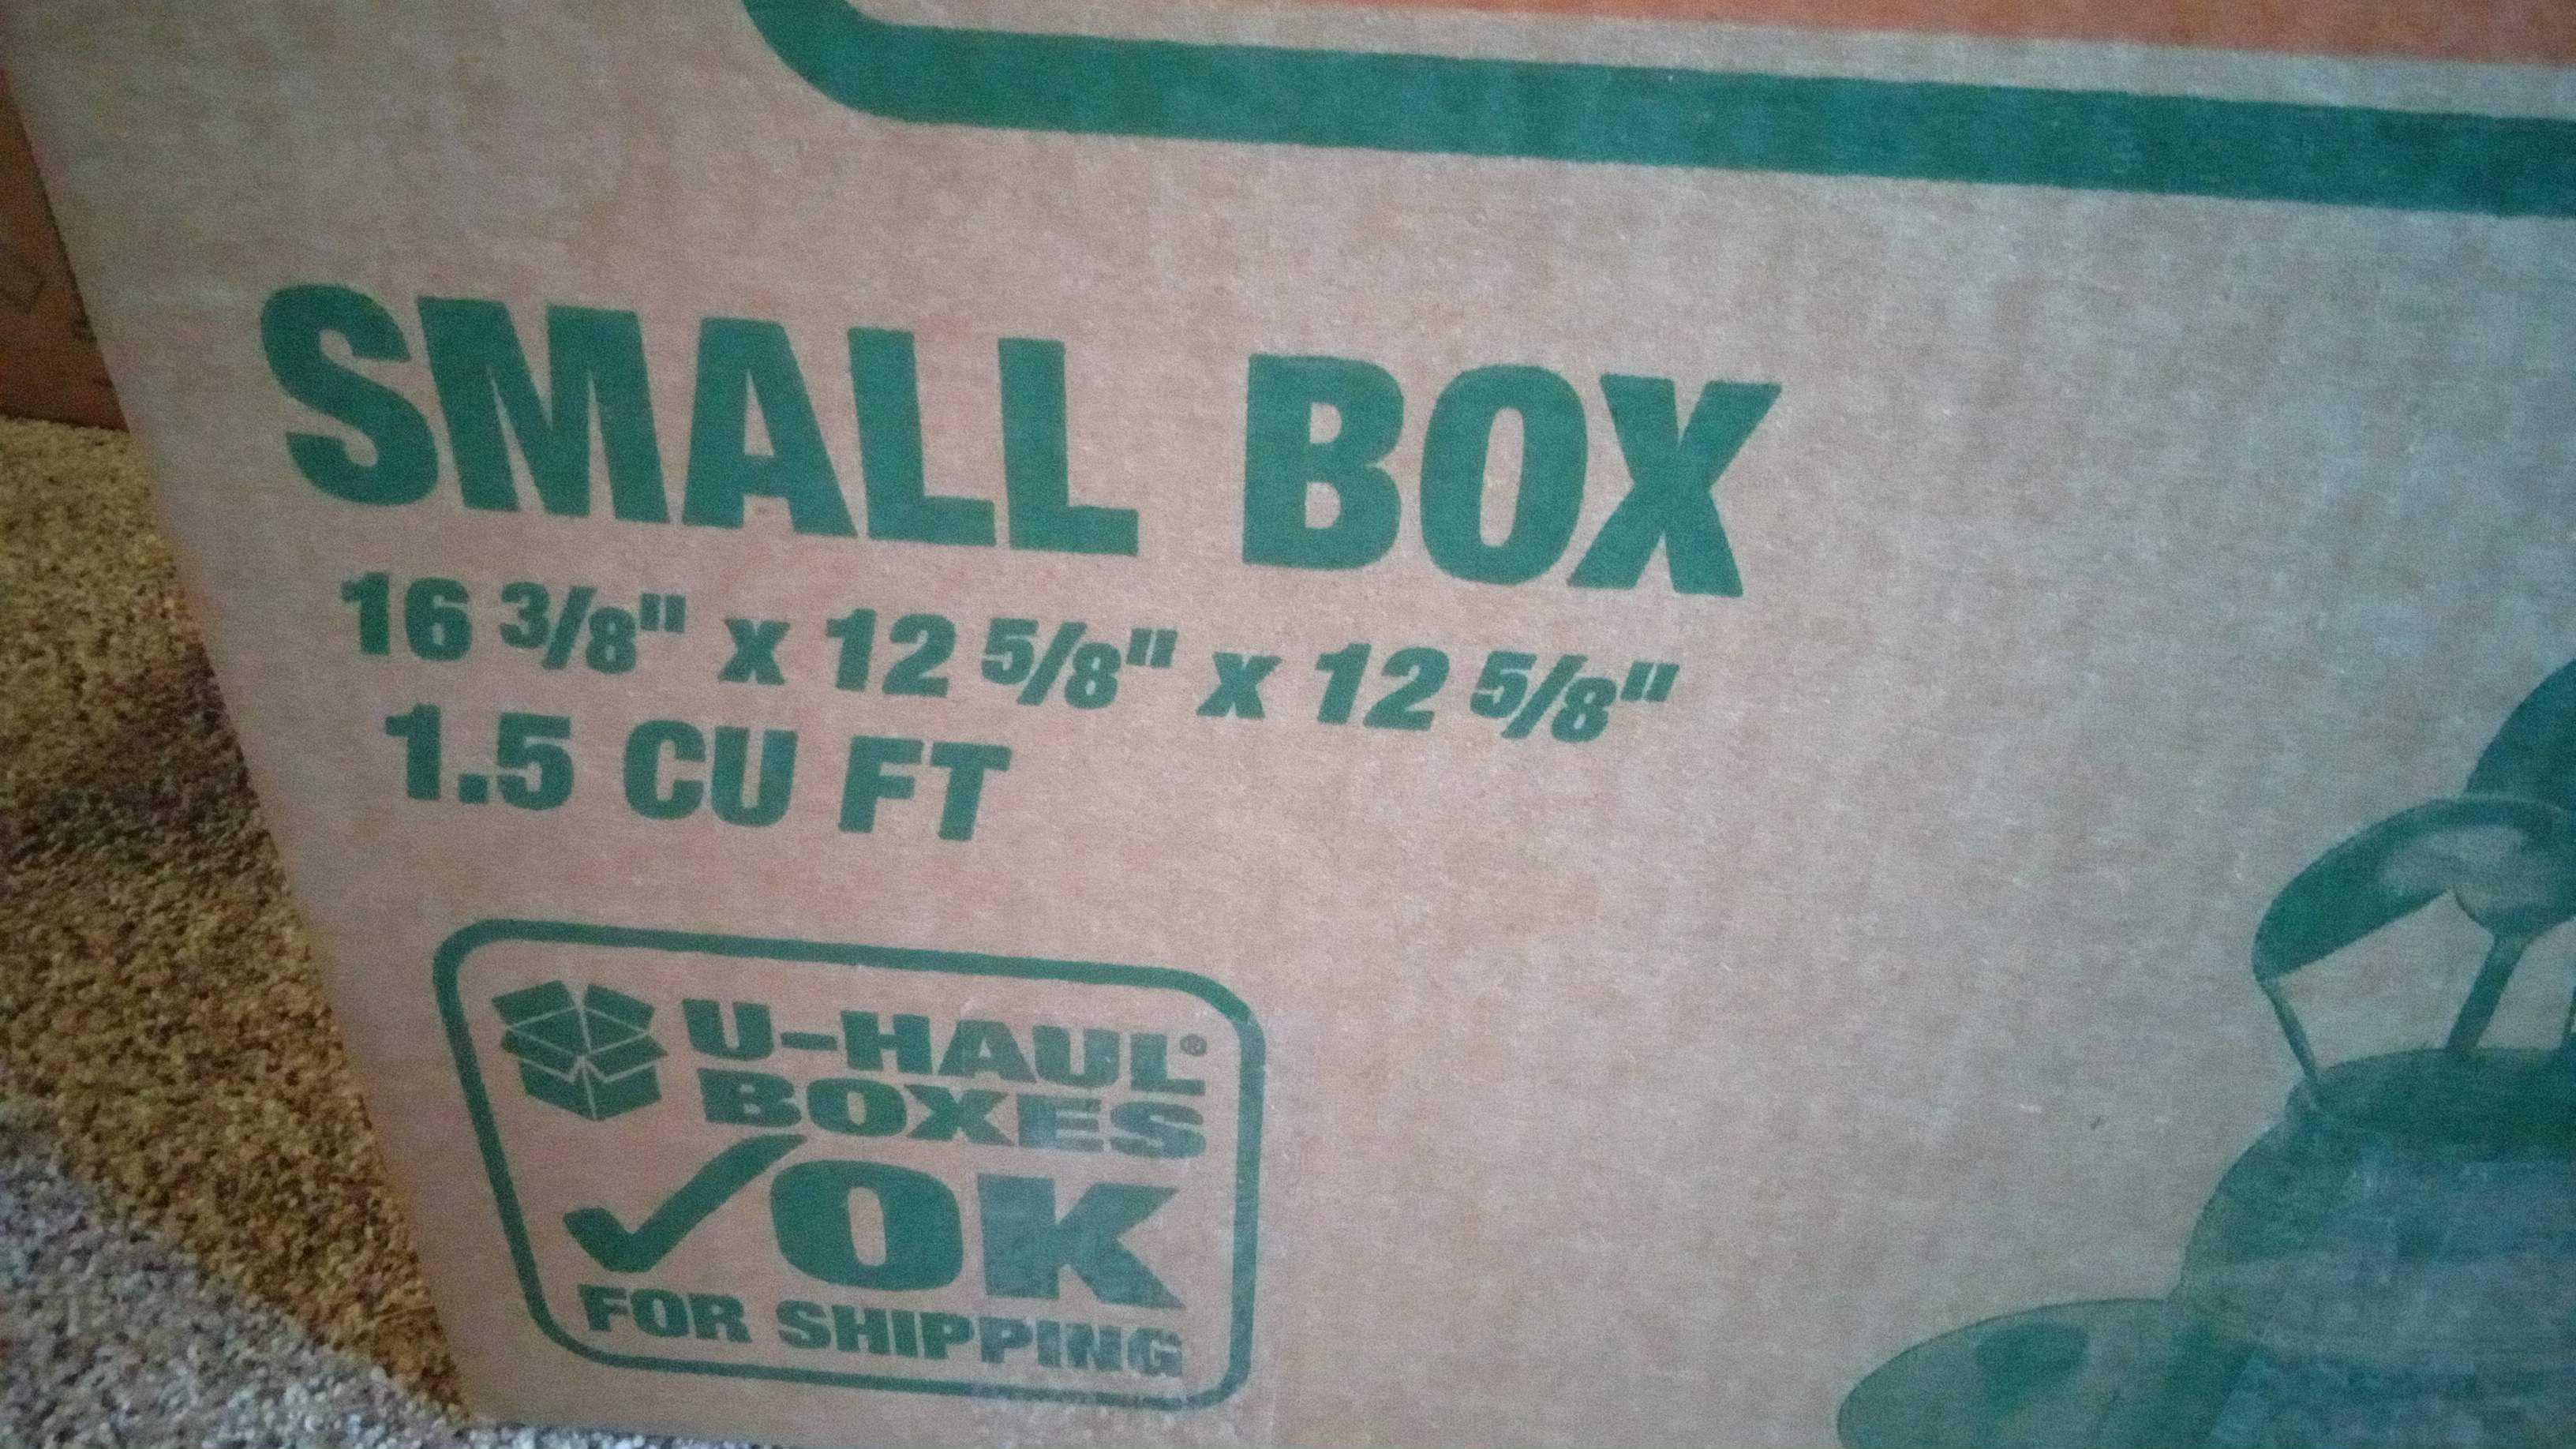 SMALL BOX
16 3/8" x 12 5/8" x 12 5/8"
1.5 CU FT
U-HAUL®
BOXES
OK
FOR SHIPPING